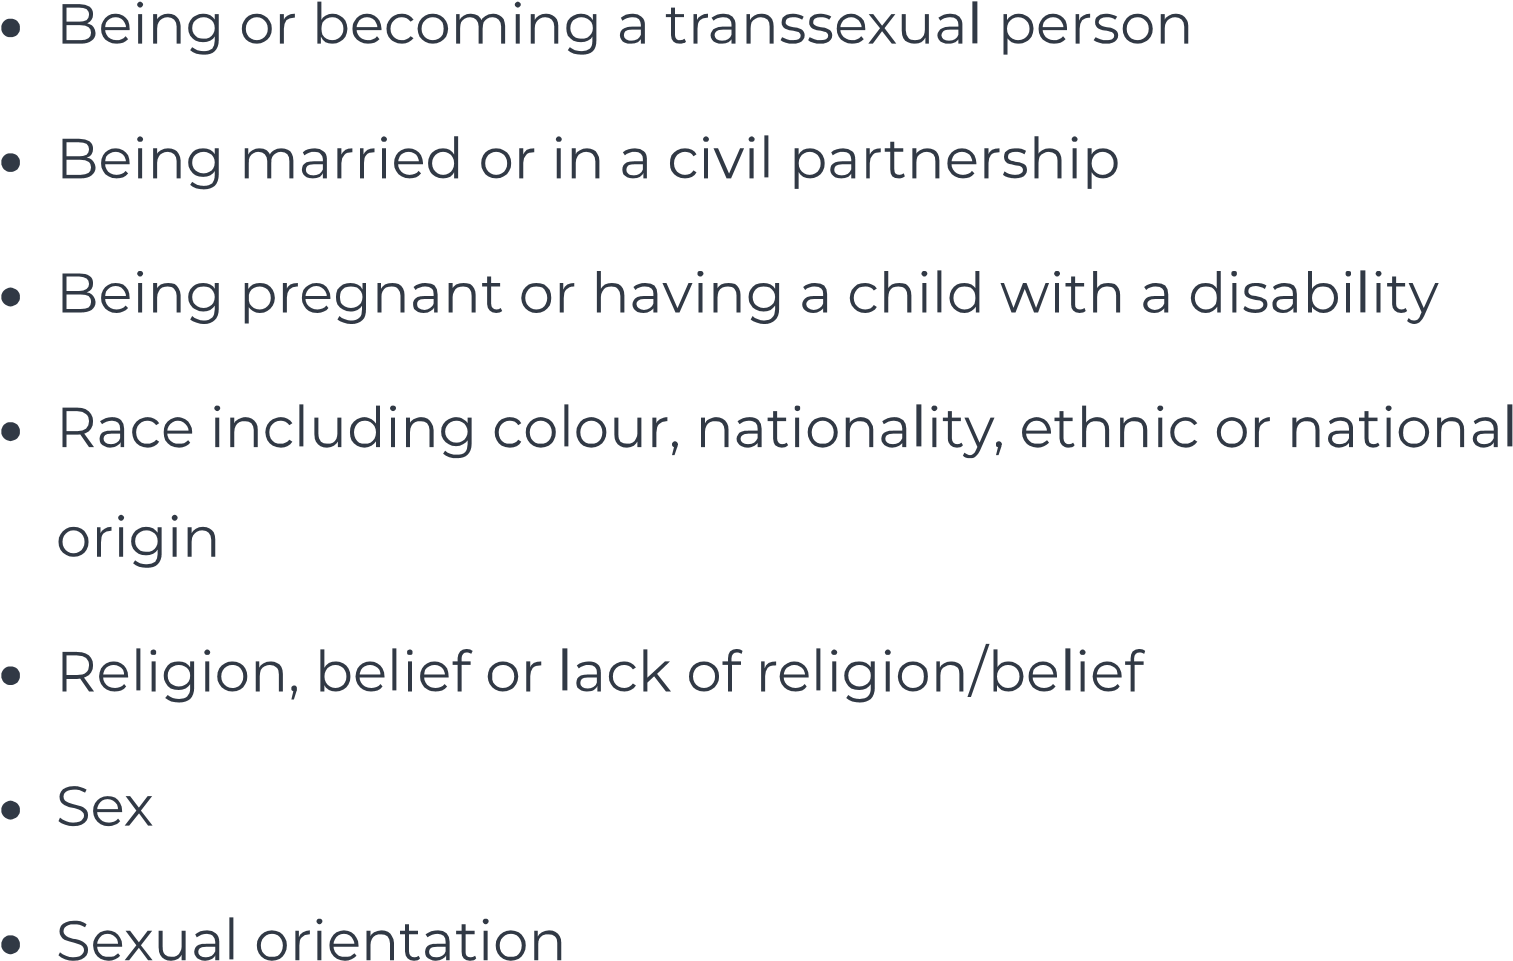 • Being or becoming a transsexual person
• Being married or in a civil partnership
• Being pregnant or having a child with a disability
• Race including colour, nationality, ethnic or national
origin
• Religion, belief or lack of religion/belief
• Sex
• Sexual orientation